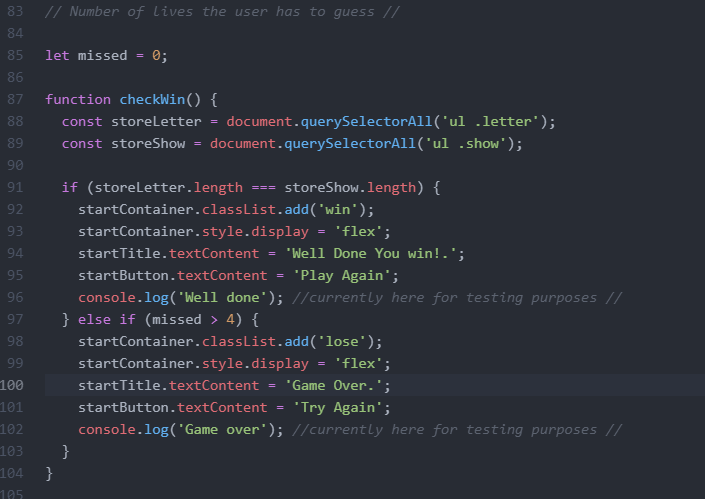 83 // Number of lives the user has to guess //
84
85 let missed = 0;
86
87 function checkWin() {
88   const storeLetter = document.querySelectorAll('ul .letter');
89   const storeShow = document.querySelectorAll('ul .show');
90
91   if (storeLetter.length === storeShow.length) {
92     startContainer.classList.add('win');
93     startContainer.style.display = 'flex';
94     startTitle.textContent = 'Well Done You win!.';
95     startButton.textContent = 'Play Again';
96     console.log('Well done'); //currently here for testing purposes //
97   } else if (missed > 4) {
98     startContainer.classList.add('lose');
99     startContainer.style.display = 'flex';
100     startTitle.textContent = 'Game Over.';
101     startButton.textContent = 'Try Again';
102     console.log('Game over'); //currently here for testing purposes //
103   }
104 }
105